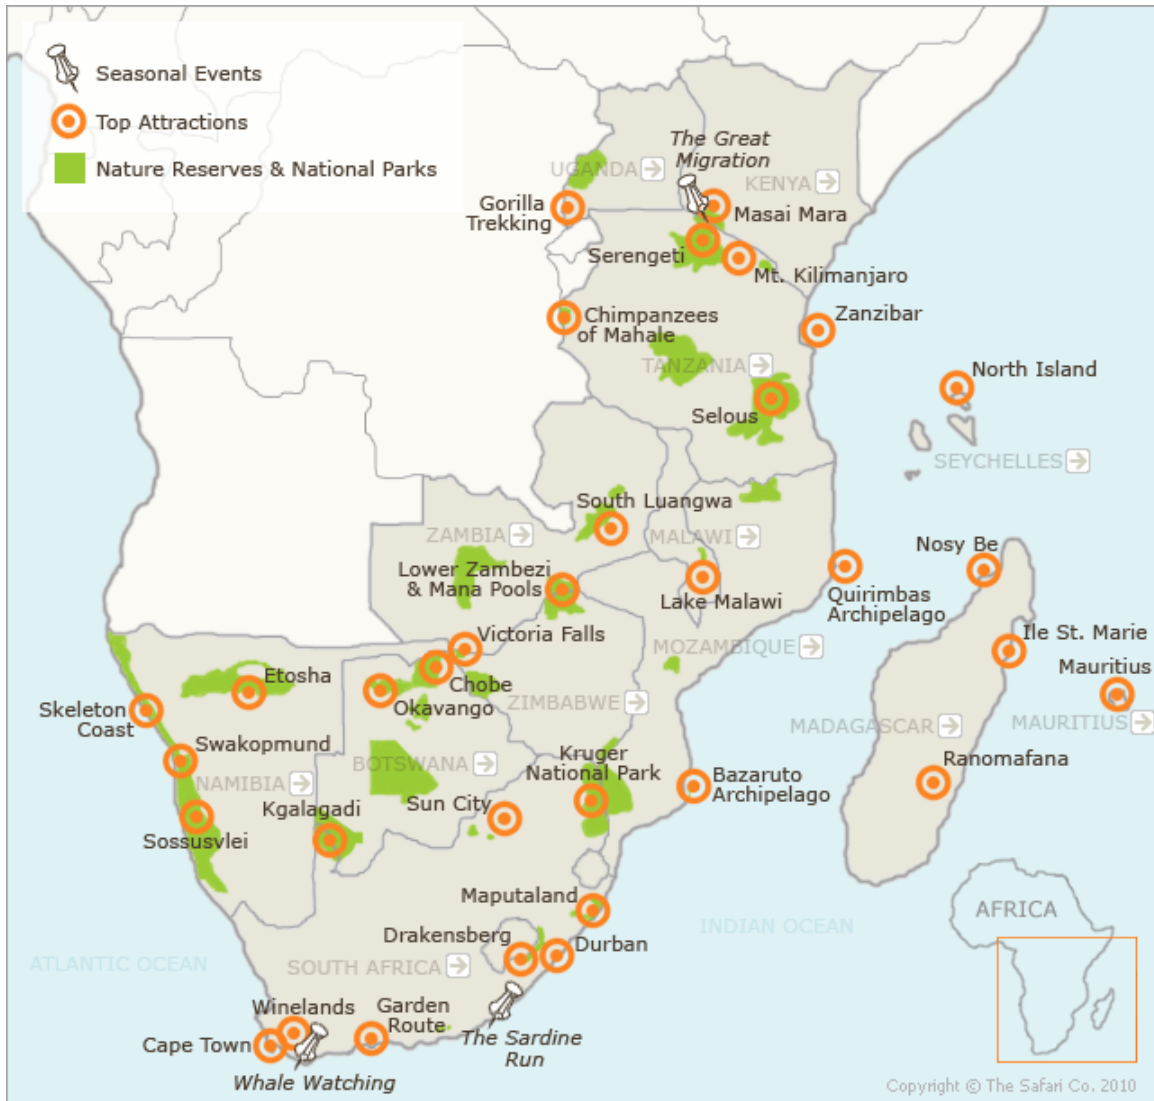 Seasonal Events
Top Attractions
Nature Reserves & National Parks
The Great
Migration
UGANDA
KENYA
Gorilla
Trekking
Masai Mara
Serengeti
Mt. Kilimanjaro
Chimpanzees
of Mahale
Zanzibar
TANZANIA
North Island
Selous
SEYCHELLES
South Luangwa
ZAMBIA
MALAWI
Nosy Be
Lower Zambezi
& Mana Pools
Lake Malawi
Quirimbas
Archipelago
Victoria Falls
MOZAMBIQUE
Ile St. Marie
Mauritius
Etosha
Chobe
Okavango
ZIMBABWE
Skeleton
Coast
MADAGASCAR
MAURITIUS
Swakopmund
BOTSWANA
Kruger
National Park
Ranomafana
NAMIBIA
Bazaruto
Archipelago
Kgalagadi
Sun City
Sossusvlei
Maputaland
AFRICA
INDIAN OCEAN
Drakensberg
Durban
ATLANTIC OCEAN
SOUTH AFRICA
Winelands
Garden
Route
Cape Town
The Sardine
Run
Whale Watching
Copyright © The Safari Co. 2010